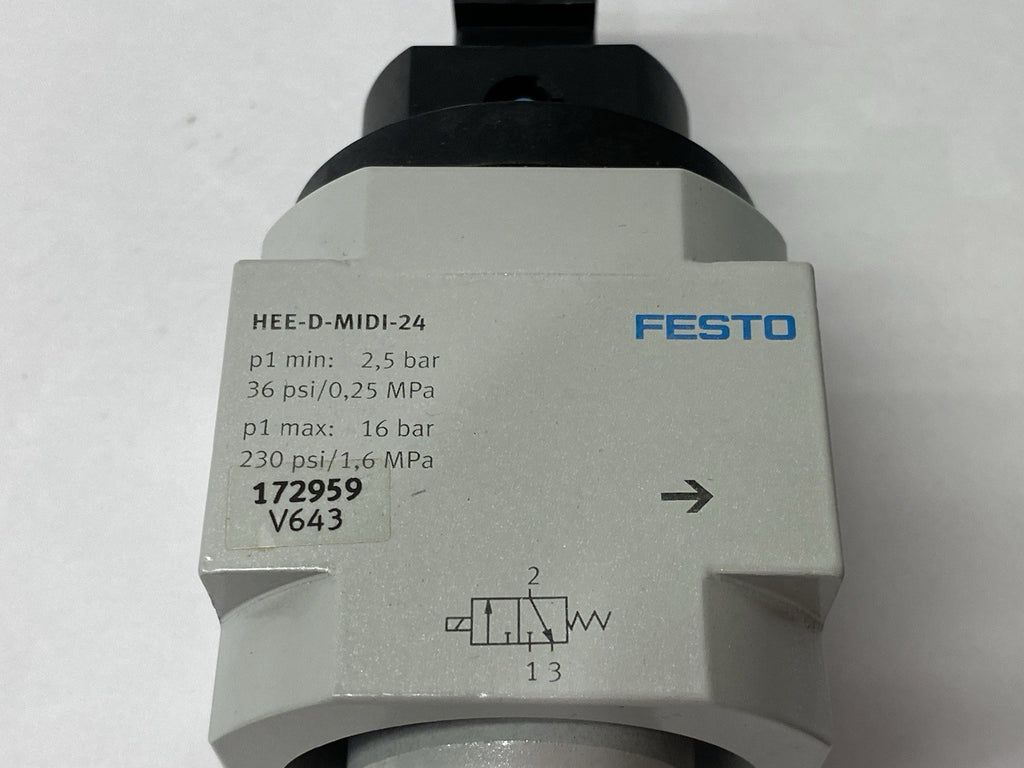 HEE-D-MIDI-24
FESTO
p1 min: 2,5 bar
36 psi/0,25 MPa
p1 max: 16 bar
230 psi/1,6 MPa
172959
V643
2
1 3